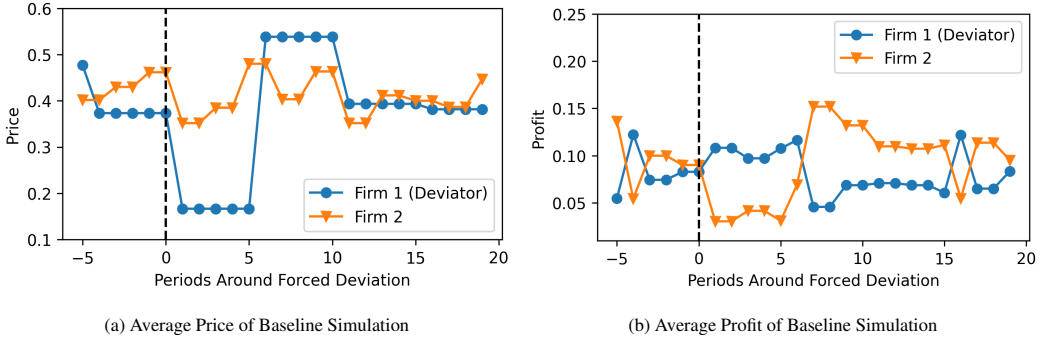 0.6
0.5
0.4
0.3
0.2
0.1
Price
−5
0
5
10
15
20
Periods Around Forced Deviation
Firm 1 (Deviator)
Firm 2
(a) Average Price of Baseline Simulation
0.25
0.20
0.15
0.10
0.05
Profit
−5
0
5
10
15
20
Periods Around Forced Deviation
Firm 1 (Deviator)
Firm 2
(b) Average Profit of Baseline Simulation